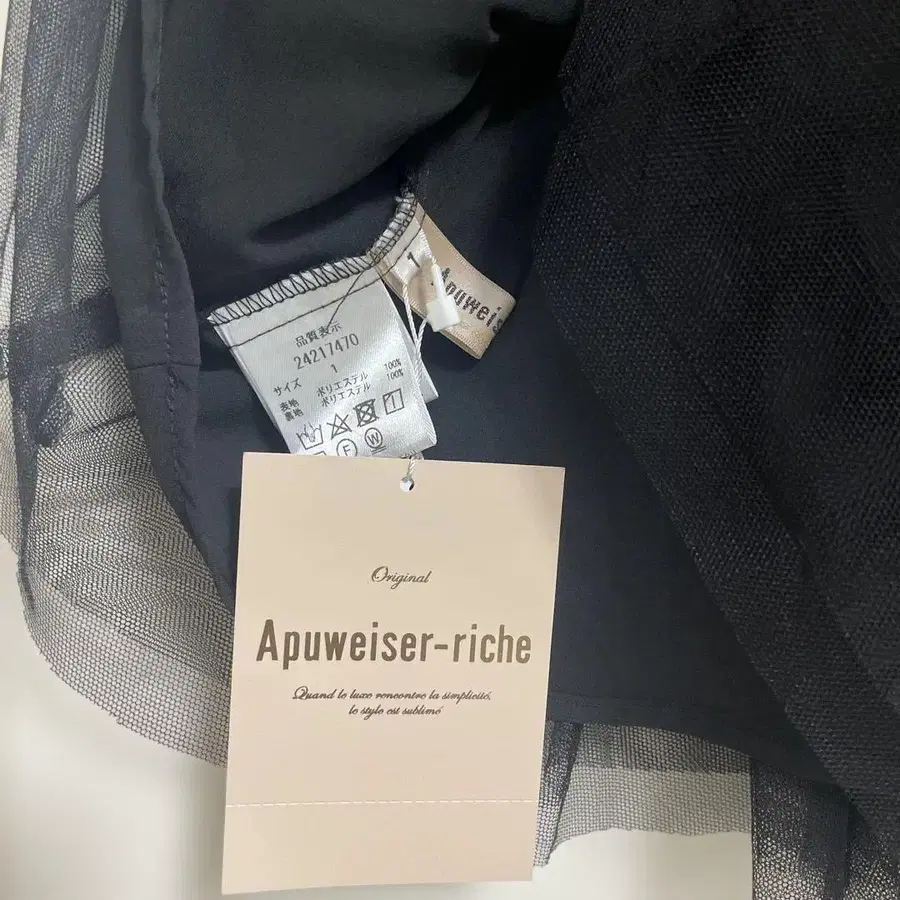 1
Apuweis
品質表示
24217470
サイズ 1
表地 ポリエステル 100%
裏地 ポリエステル 100%
1
F
W
Original
Apuweiser-riche
Quand le luxe rencontre la simplicité,
le style est sublimé